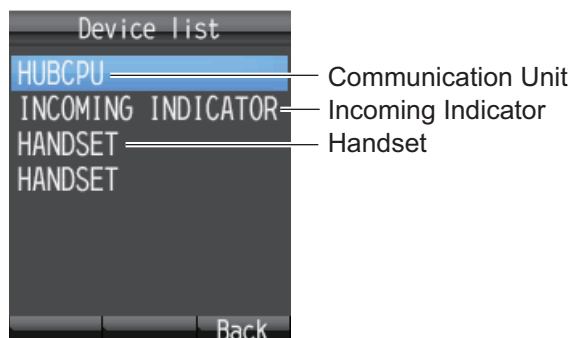 Device list
HUBCPU
Communication Unit
INCOMING INDICATOR
Incoming Indicator
HANDSET
Handset
HANDSET
Back